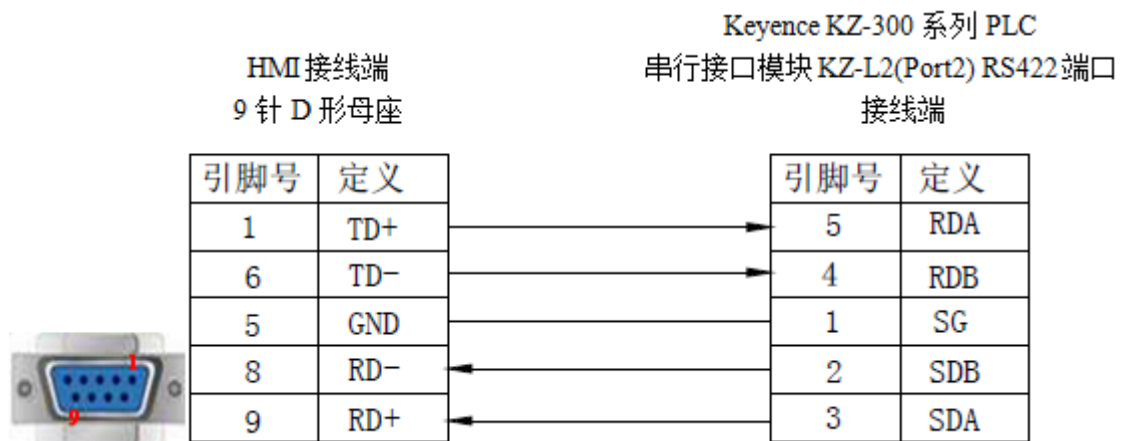 Keyence KZ-300 系列 PLC
HMI接线端
串行接口模块 KZ-L2(Port2) RS422端口
9 针 D 形母座
接线端
引脚号 定义 引脚号 定义
1 TD+ 5 RDA
6 TD- 4 RDB
5 GND 1 SG
8 RD- 2 SDB
9 RD+ 3 SDA
1
9